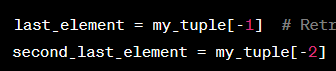 last_element = my_tuple[-1]  # Retr
second_last_element = my_tuple[-2]